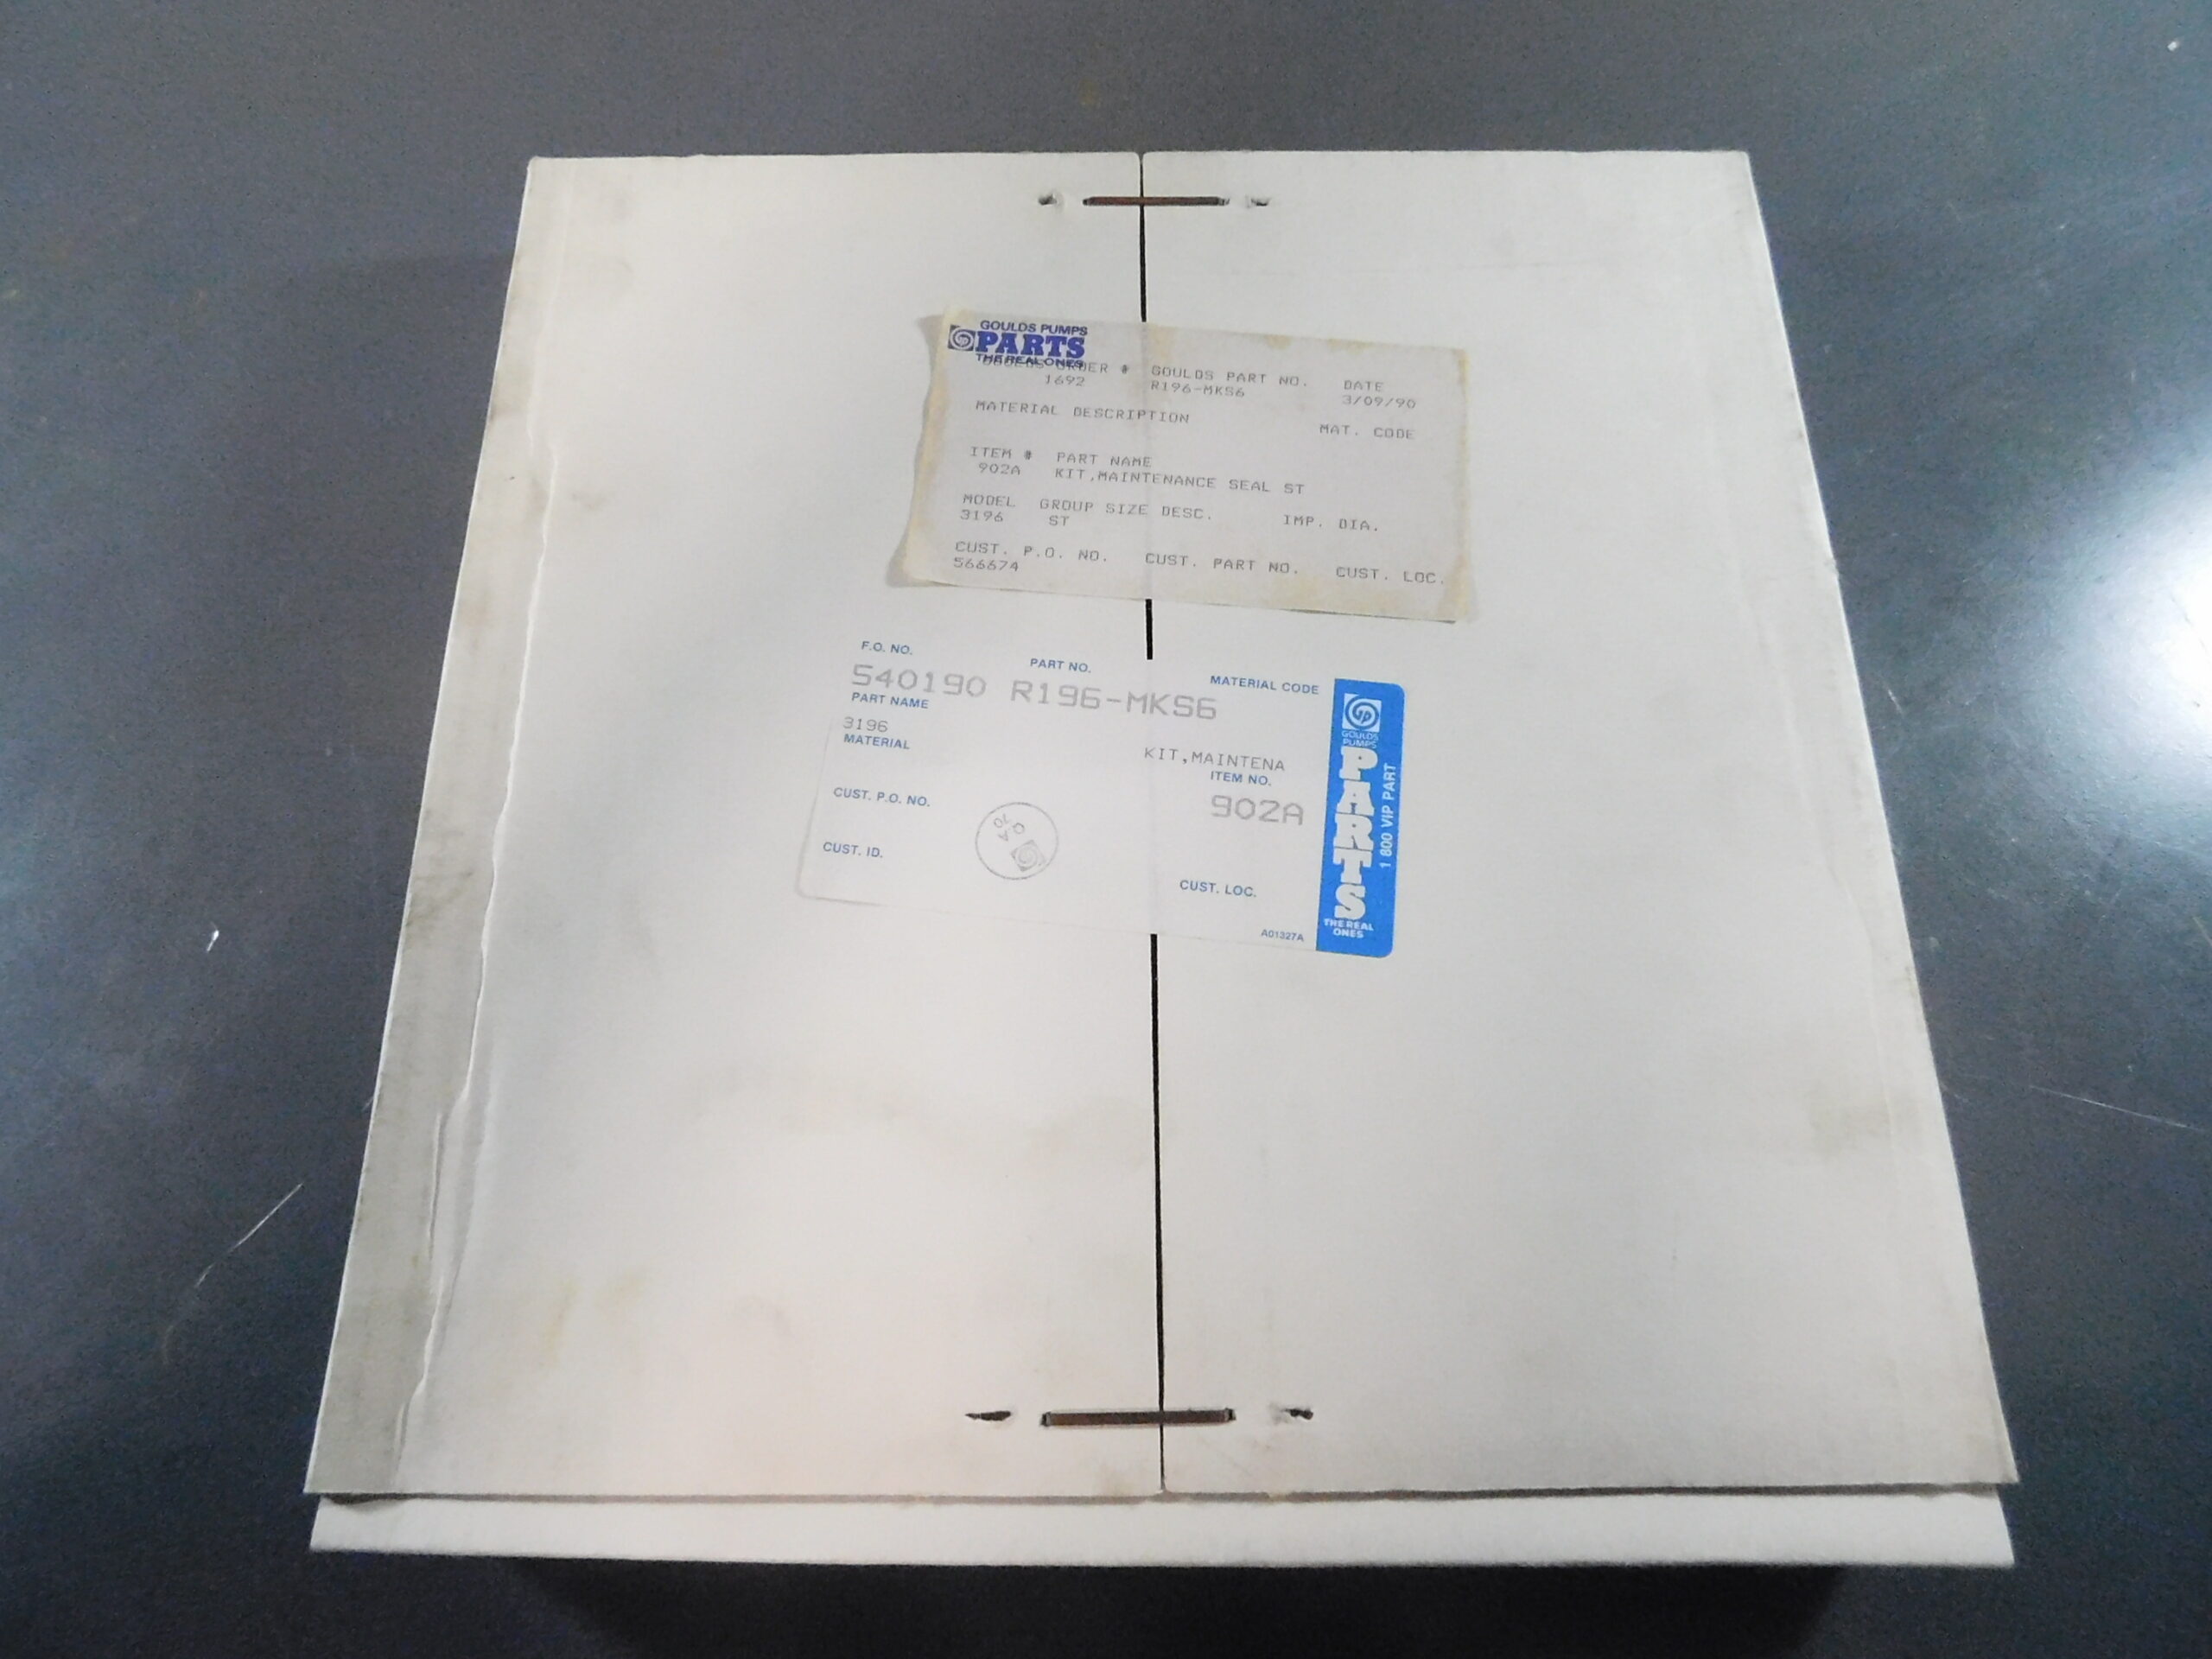 GOULDS PUMPS
PARTS
THE REAL ONES
GOULDS ORDER # GOULDS PART NO. DATE
1692 R196-MKS6 3/09/90
MATERIAL DESCRIPTION MAT. CODE
ITEM # PART NAME
902A KIT,MAINTENANCE SEAL ST
MODEL GROUP SIZE DESC. IMP. DIA.
3196 ST
CUST. P.O. NO. CUST. PART NO. CUST. LOC.
566674
F.O. NO. PART NO. MATERIAL CODE
S40190 R196-MKS6
PART NAME
3196 KIT,MAINTENA
MATERIAL ITEM NO.
902A
CUST. P.O. NO.
CUST. ID.
CUST. LOC.
A01327A
QA
GOULDS
PUMPS
PARTS
1 800 VIP PART
THE REAL
ONES